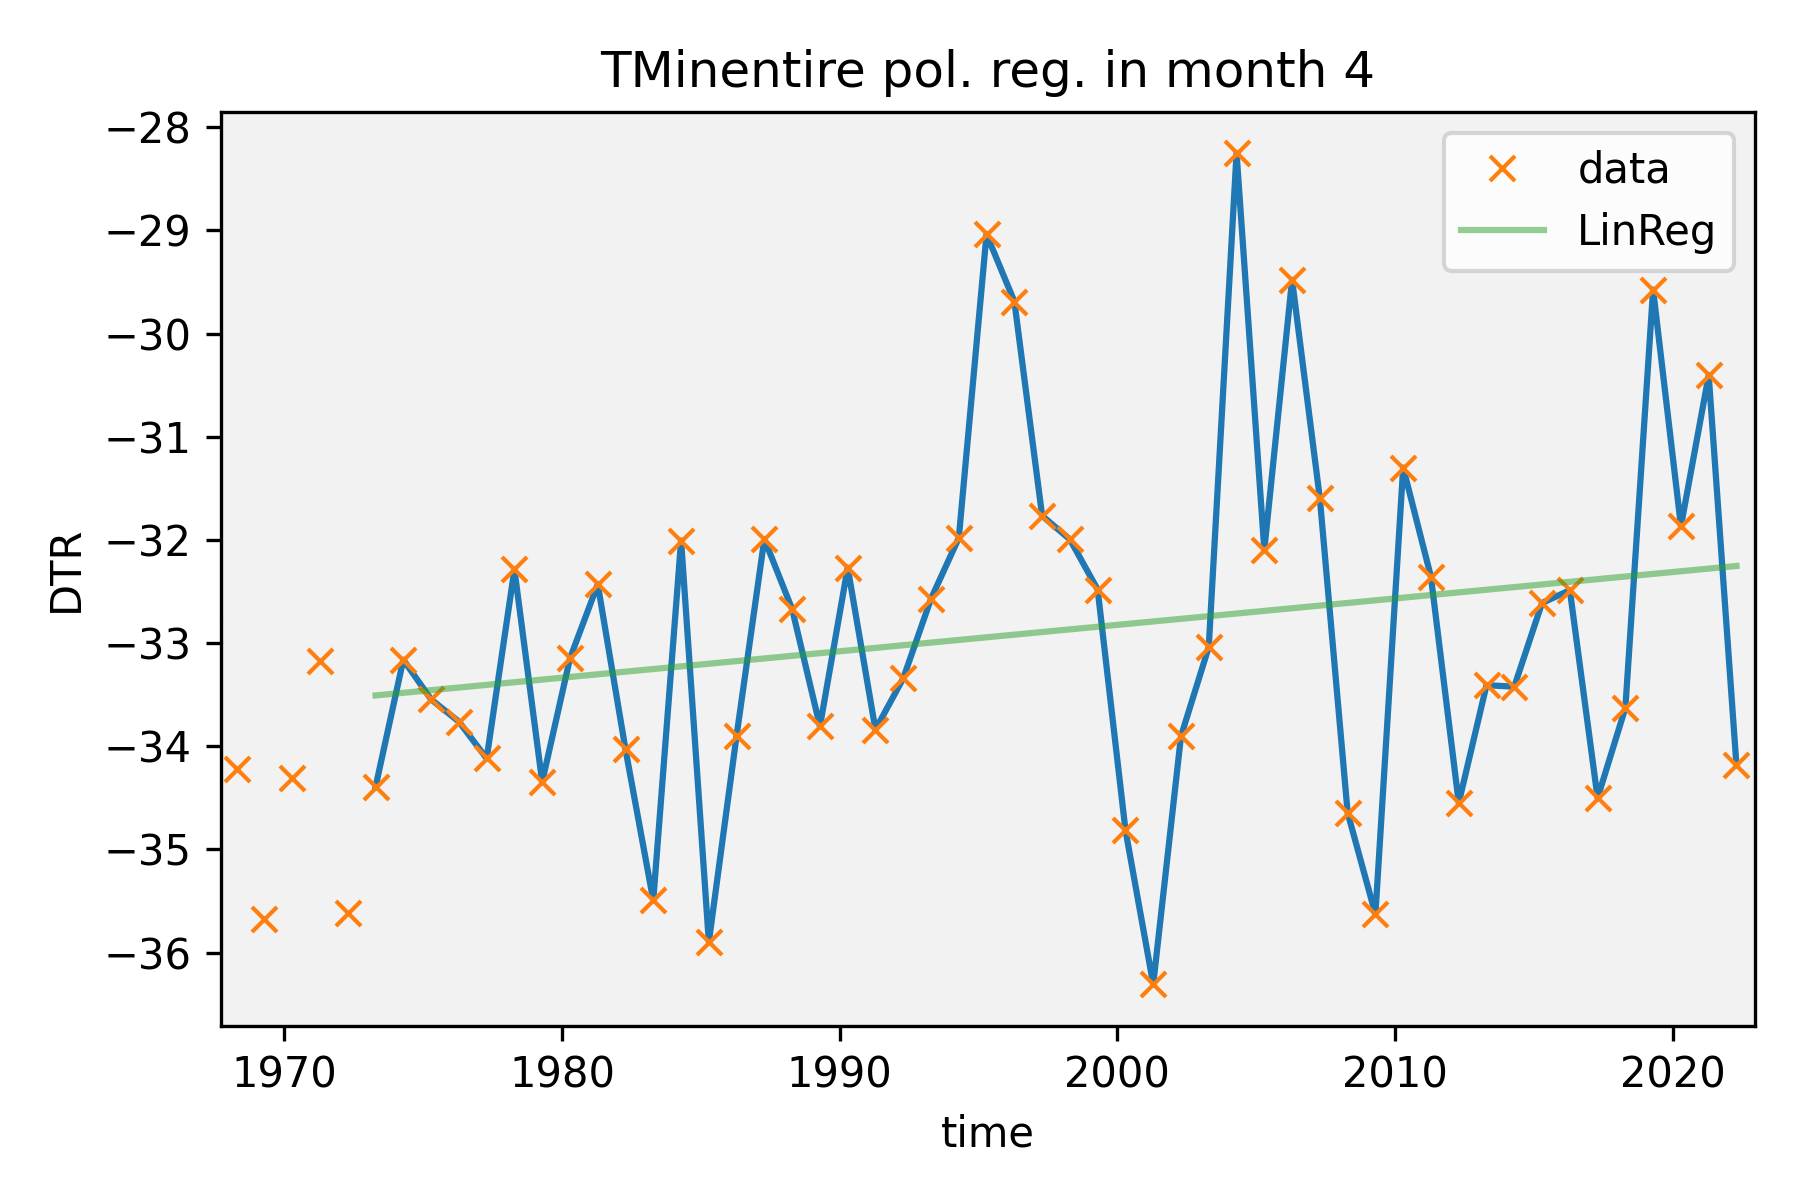 TMinentire pol. reg. in month 4
−28
−29
−30
−31
−32
−33
−34
−35
−36
DTR
data
LinReg
1970 1980 1990 2000 2010 2020
time